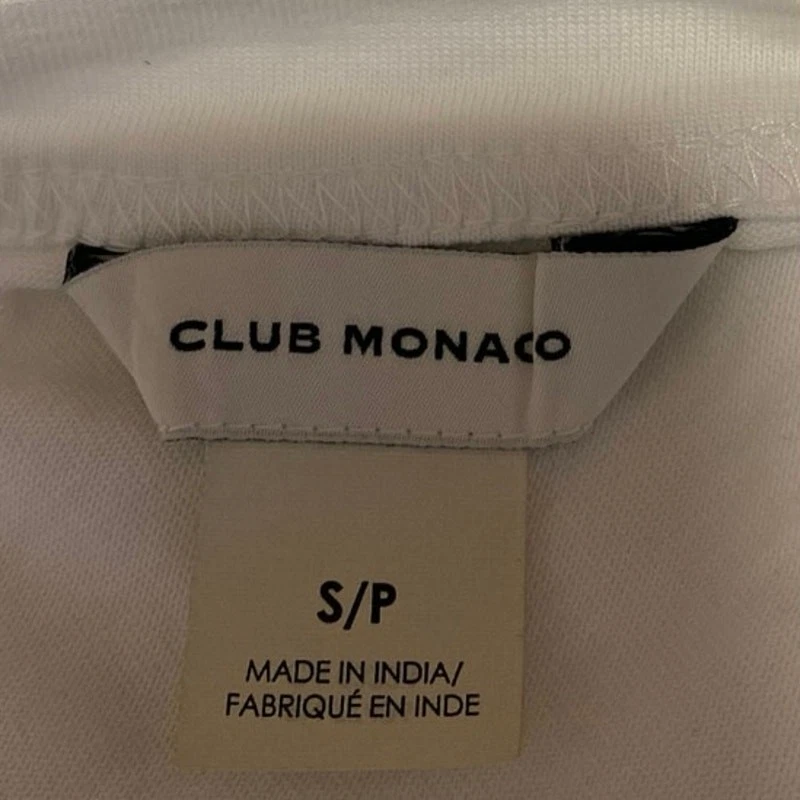 CLUB MONACO
S/P
MADE IN INDIA/
FABRIQUÉ EN INDE